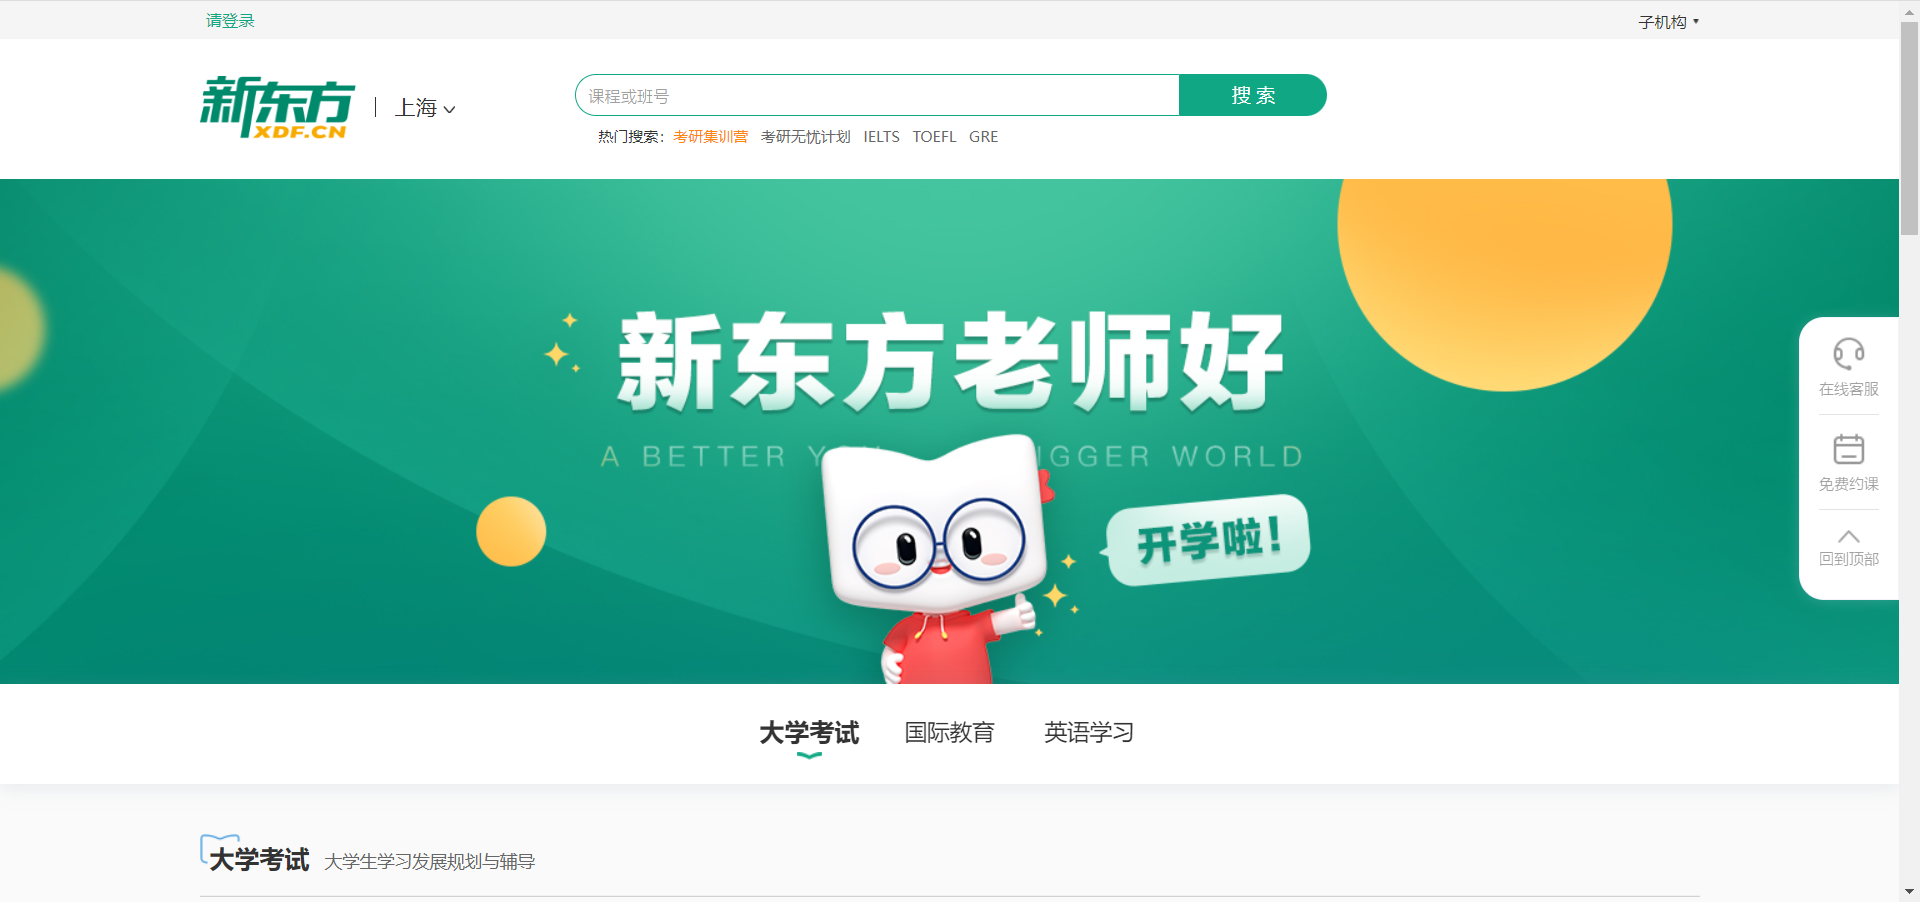 请登录
子机构
新东方
XDF.CN
上海
课程或班号
搜 索
热门搜索: 考研集训营 考研无忧计划 IELTS TOEFL GRE
新东方老师好
A BETTER IGGER WORLD
开学啦!
在线客服
免费约课
回到顶部
大学考试 国际教育 英语学习
大学考试 大学生学习发展规划与辅导